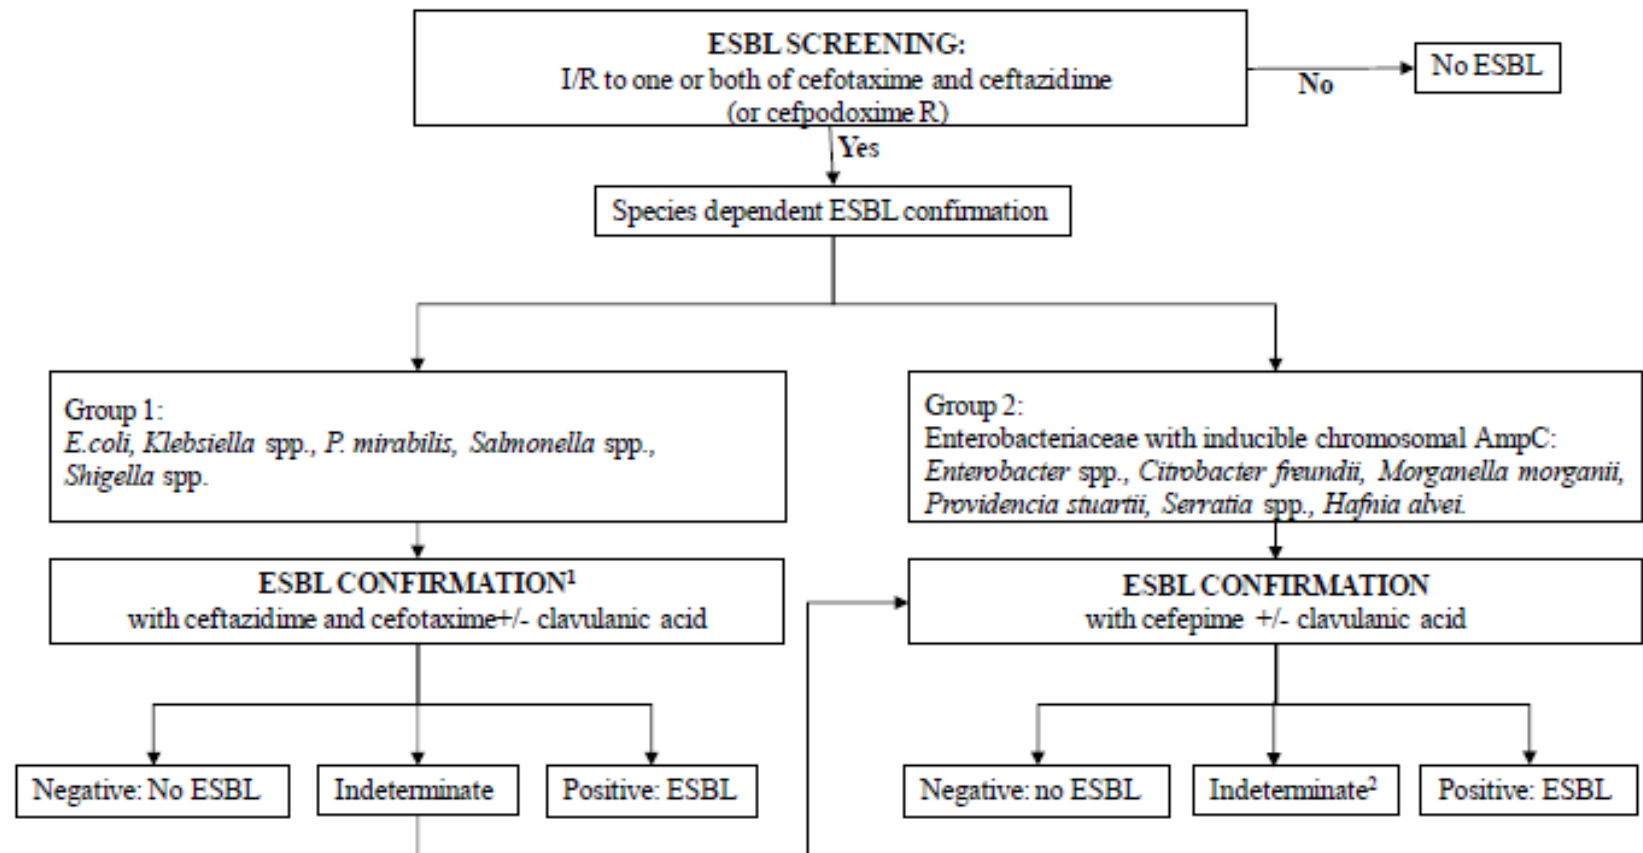 ESBL SCREENING:
I/R to one or both of cefotaxime and ceftazidime
(or cefpodoxime R)
No
No ESBL
Yes
Species dependent ESBL confirmation
Group 1:
E.coli, Klebsiella spp., P. mirabilis, Salmonella spp.,
Shigella spp.
Group 2:
Enterobacteriaceae with inducible chromosomal AmpC:
Enterobacter spp., Citrobacter freundii, Morganella morganii,
Providencia stuartii, Serratia spp., Hafnia alvei.
ESBL CONFIRMATION¹
with ceftazidime and cefotaxime+/- clavulanic acid
ESBL CONFIRMATION
with cefepime +/- clavulanic acid
Negative: No ESBL
Indeterminate
Positive: ESBL
Negative: no ESBL
Indeterminate²
Positive: ESBL